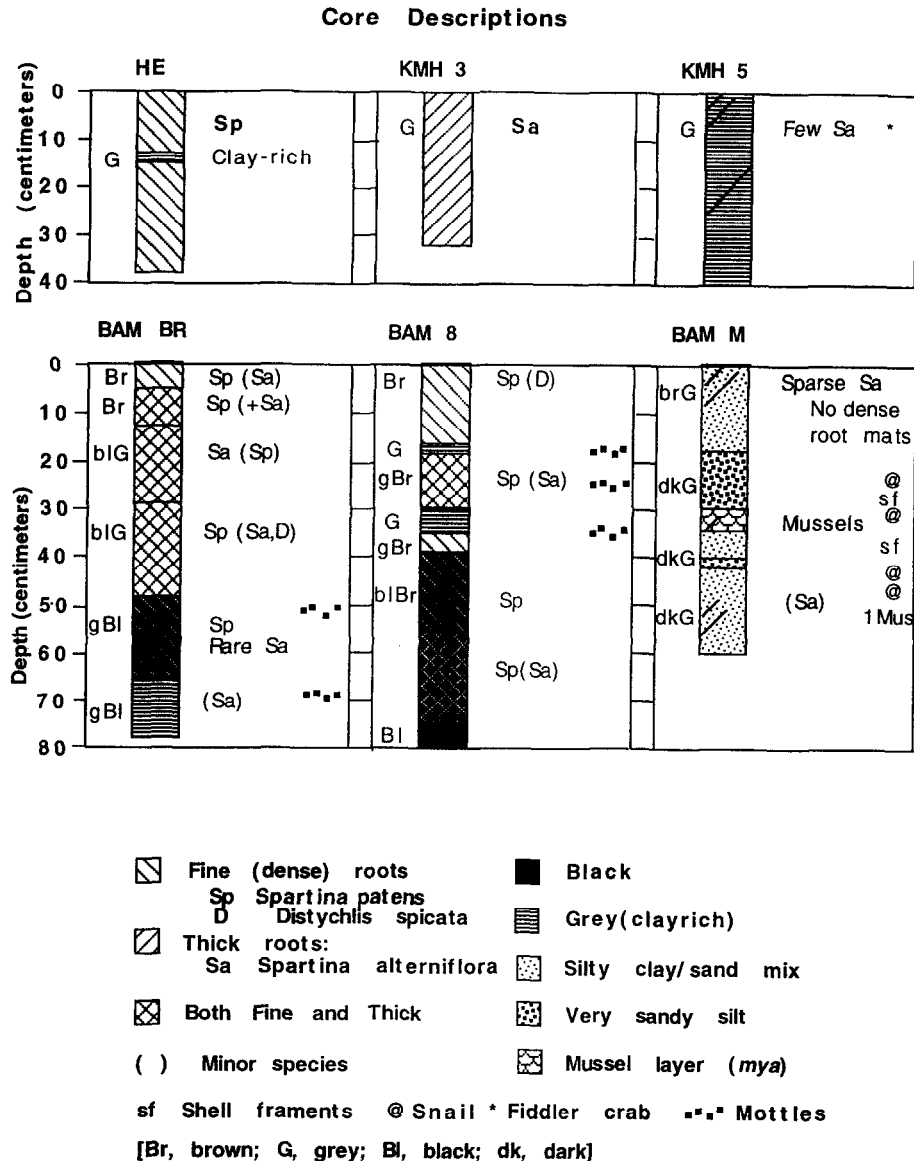 Core Descriptions
HE
KMH 3
KMH 5
Depth (centimeters)
0
10
20
30
40
G
Sp
Clay-rich
G
Sa
G
Few Sa *
BAM BR
BAM 8
BAM M
Depth (centimeters)
0
10
20
30
40
50
60
70
80
Br
Br
blG
blG
gBl
gBl
Sp (Sa)
Sp (+Sa)
Sa (Sp)
Sp (Sa,D)
Sp
Rare Sa
(Sa)
Br
G
gBr
G
gBr
blBr
Bl
Sp (D)
Sp (Sa)
Sp
Sp(Sa)
brG
dkG
dkG
dkG
Sparse Sa
No dense
root mats
@
sf
@
Mussels
sf
@
@
(Sa)
1Mus
Fine (dense) roots
Sp Spartina patens
D Distychlis spicata
Thick roots:
Sa Spartina alterniflora
Both Fine and Thick
( ) Minor species
Black
Grey(clayrich)
Silty clay/sand mix
Very sandy silt
Mussel layer (mya)
sf Shell framents @ Snail * Fiddler crab Mottles
[Br, brown; G, grey; Bl, black; dk, dark]